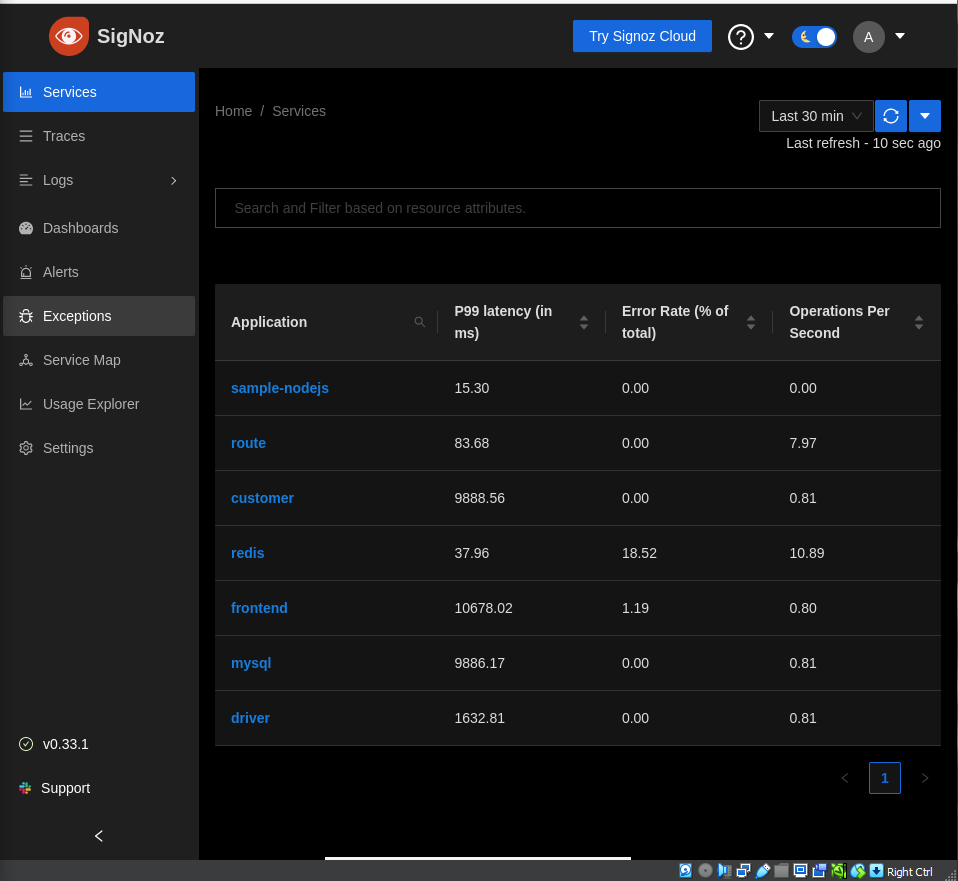 SigNoz
Try Signoz Cloud
A
Services
Traces
Logs
Dashboards
Alerts
Exceptions
Service Map
Usage Explorer
Settings
v0.33.1
Support
Home / Services
Last 30 min
Last refresh - 10 sec ago
Search and Filter based on resource attributes.
Application P99 latency (in ms) Error Rate (% of total) Operations Per Second
sample-nodejs 15.30 0.00 0.00
route 83.68 0.00 7.97
customer 9888.56 0.00 0.81
redis 37.96 18.52 10.89
frontend 10678.02 1.19 0.80
mysql 9886.17 0.00 0.81
driver 1632.81 0.00 0.81
1
Right Ctrl